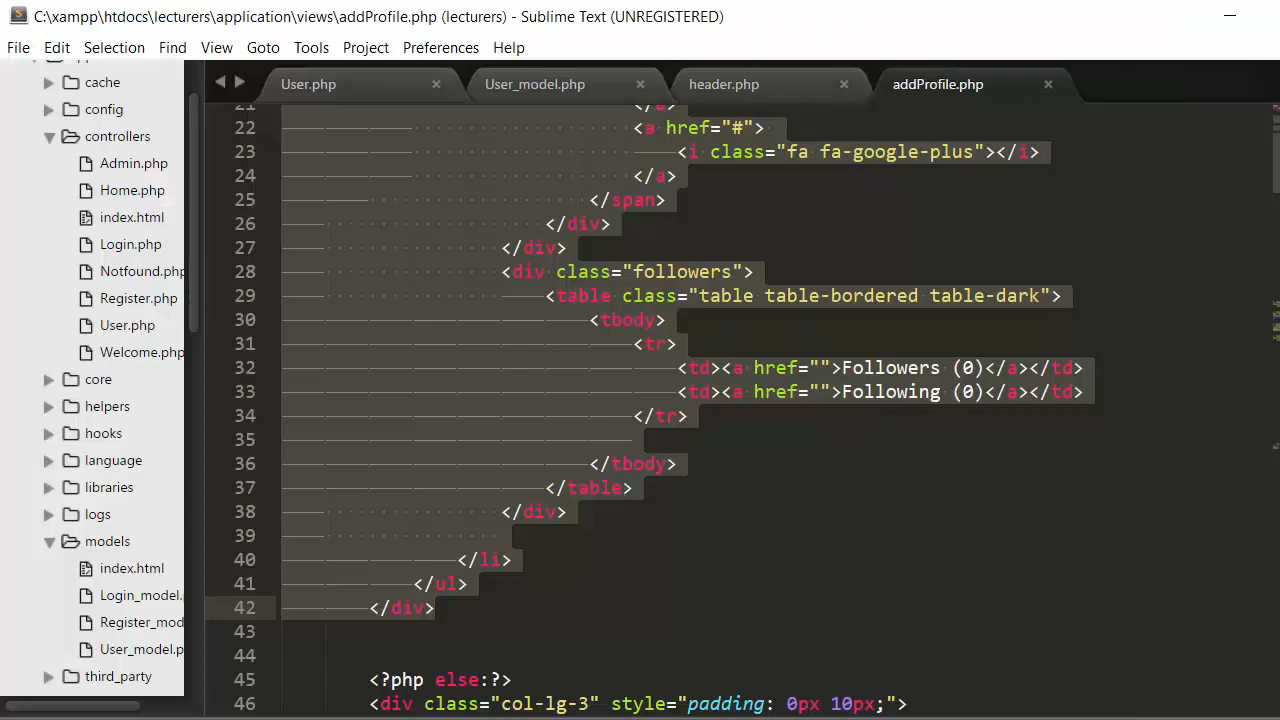 C:\xampp\htdocs\lecturers\application\views\addProfile.php (lecturers) - Sublime Text (UNREGISTERED)
File Edit Selection Find View Goto Tools Project Preferences Help
cache
config
controllers
Admin.php
Home.php
index.html
Login.php
Notfound.php
Register.php
User.php
Welcome.php
core
helpers
hooks
language
libraries
logs
models
index.html
Login_model.
Register_mod
User_model.p
third_party
User.php × User_model.php × header.php × addProfile.php ×
21 </a>
22 <a href="#">
23 <i class="fa fa-google-plus"></i>
24 </a>
25 </span>
26 </div>
27 </div>
28 <div class="followers">
29 <table class="table table-bordered table-dark">
30 <tbody>
31 <tr>
32 <td><a href="">Followers (0)</a></td>
33 <td><a href="">Following (0)</a></td>
34 </tr>
35
36 </tbody>
37 </table>
38 </div>
39
40 </li>
41 </ul>
42 </div>
43
44
45 <?php else:?>
46 <div class="col-lg-3" style="padding: 0px 10px;">